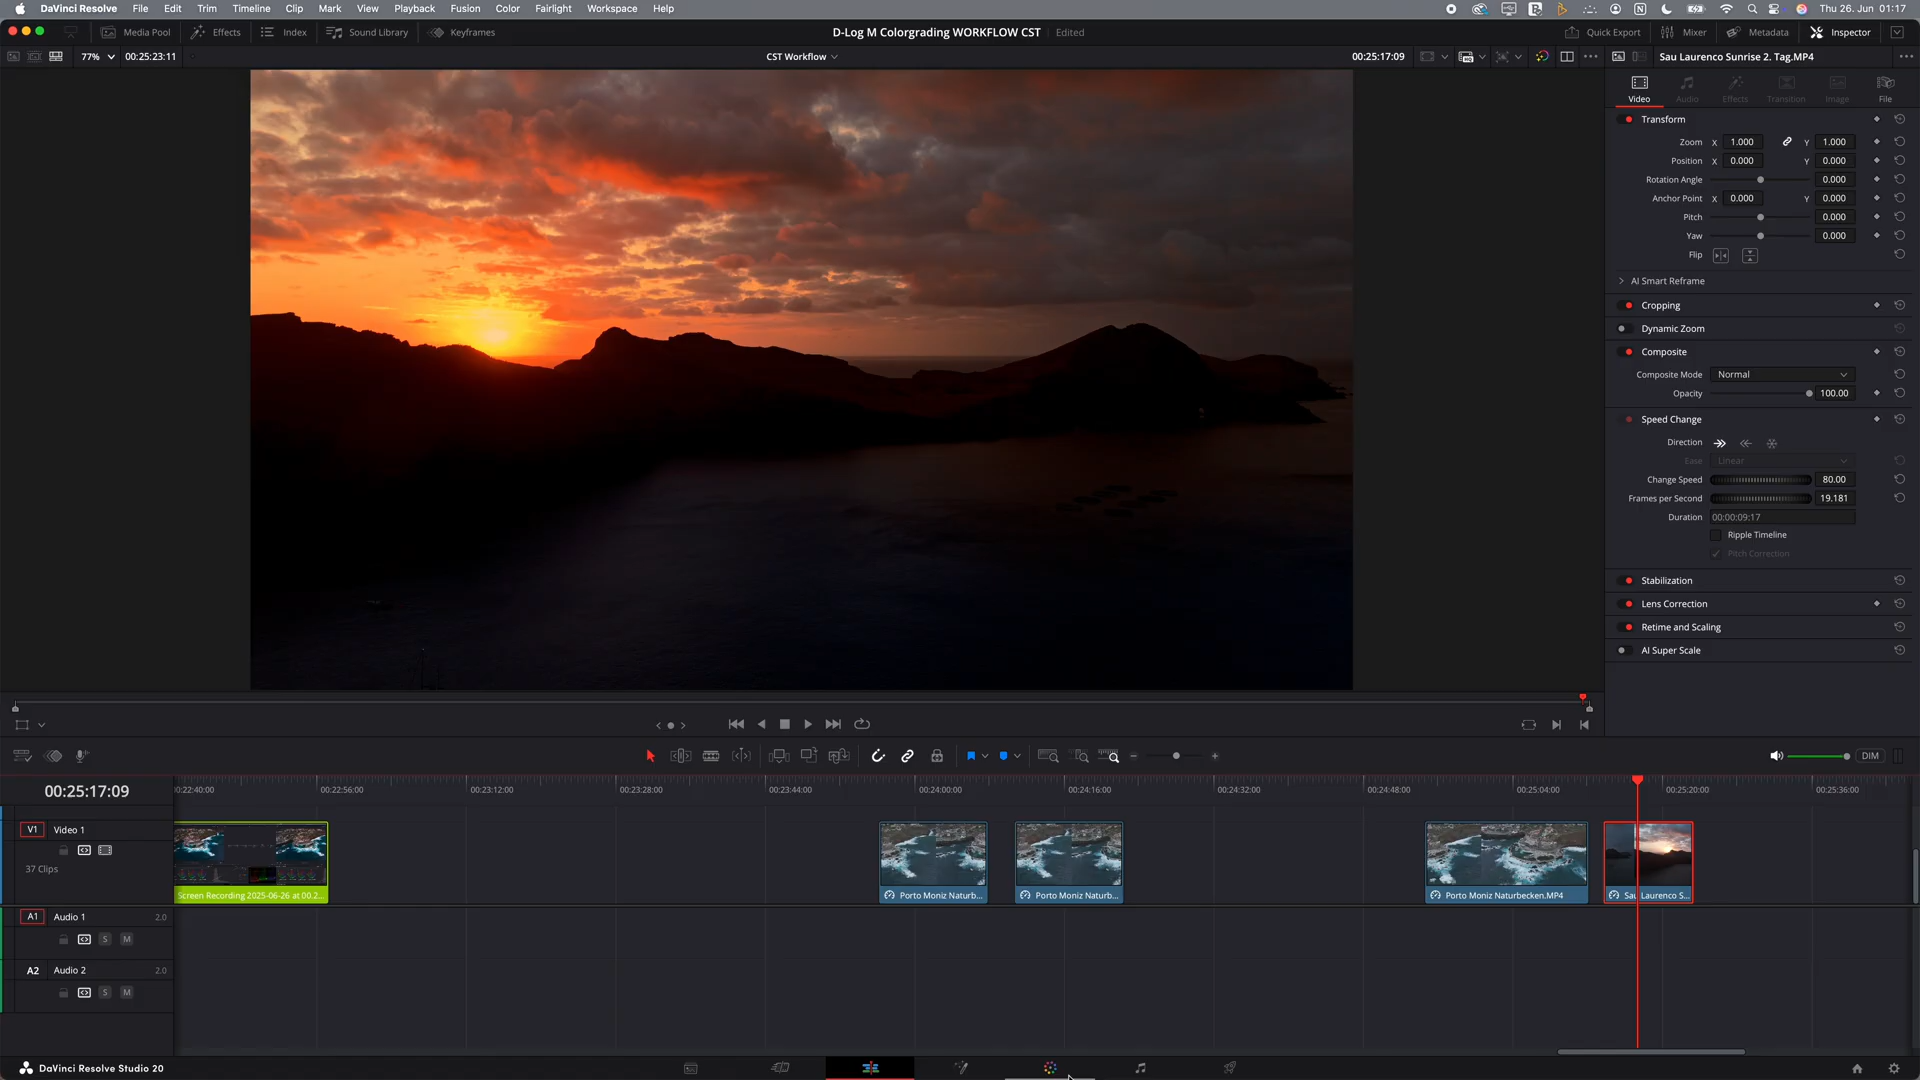 DaVinci Resolve File Edit Trim Timeline Clip Mark View Playback Fusion Color Fairlight Workspace Help Thu 26. Jun 01:17
Media Pool Effects Index Sound Library Keyframes D-Log M Colorgrading WORKFLOW CST Edited Quick Export Mixer Metadata Inspector
77% 00:25:23:11 CST Workflow 00:25:17:09 Sau Laurenco Sunrise 2. Tag.MP4
Video Audio Effects Transition Image File
Transform
Zoom X 1.000 Y 1.000
Position X 0.000 Y 0.000
Rotation Angle 0.000
Anchor Point X 0.000 Y 0.000
Pitch 0.000
Yaw 0.000
Flip
AI Smart Reframe
Cropping
Dynamic Zoom
Composite
Composite Mode Normal
Opacity 100.00
Speed Change
Direction
Ease Linear
Change Speed 80.00
Frames per Second 19.181
Duration 00:00:09:17
Ripple Timeline
Pitch Correction
Stabilization
Lens Correction
Retime and Scaling
AI Super Scale
DIM
00:25:17:09 00:22:56:00 00:23:12:00 00:23:28:00 00:23:44:00 00:24:00:00 00:24:16:00 00:24:32:00 00:24:48:00 00:25:04:00 00:25:20:00 00:25:36:00
V1 Video 1
37 Clips
Screen Recording 2025-06-26 at 00.2... Porto Moniz Naturb... Porto Moniz Naturb... Porto Moniz Naturbecken.MP4 Sau Laurenco S...
A1 Audio 1 2.0
S M
A2 Audio 2 2.0
S M
DaVinci Resolve Studio 20